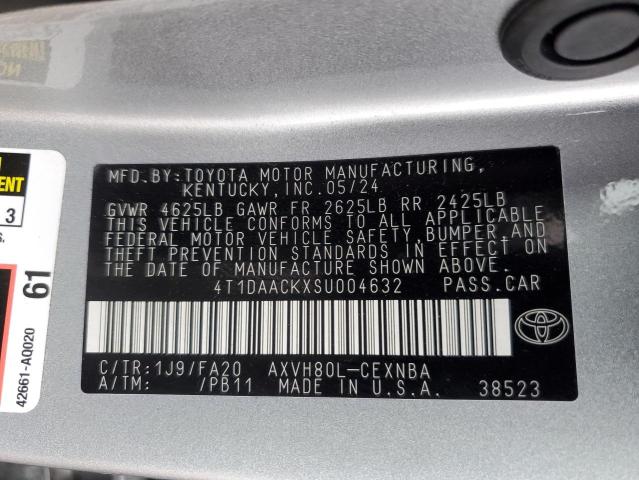 MFD.BY:TOYOTA MOTOR MANUFACTURING,
KENTUCKY,INC.05/24
GVWR 4625LB GAWR FR 2625LB RR 2425LB
THIS VEHICLE CONFORMS TO ALL APPLICABLE
FEDERAL MOTOR VEHICLE SAFETY, BUMPER,AND
THEFT PREVENTION STANDARDS IN EFFECT ON
THE DATE OF MANUFACTURE SHOWN ABOVE.
4T1DAACKXSU004632 PASS.CAR
C/TR:1J9/FA20 AXVH80L-CEXNBA
A/TM: /PB11 MADE IN U.S.A. 38523
3
S.
61
42661-A0020